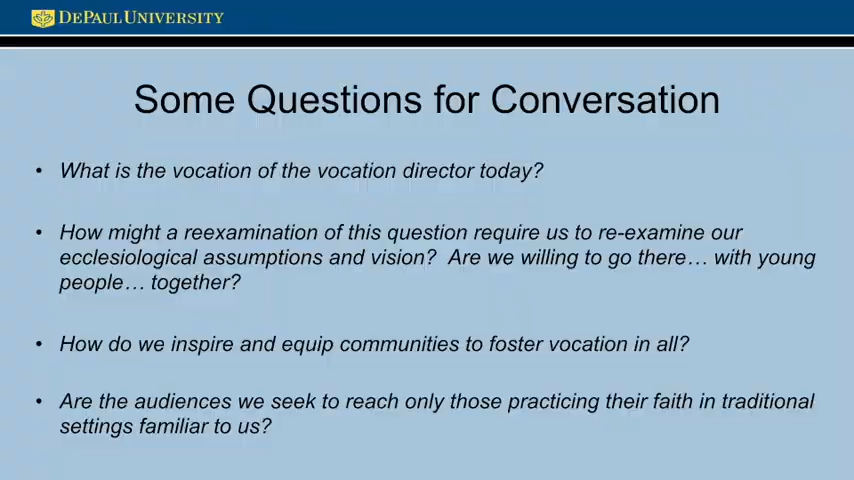 DEPAUL UNIVERSITY
Some Questions for Conversation
• What is the vocation of the vocation director today?
• How might a reexamination of this question require us to re-examine our
ecclesiological assumptions and vision? Are we willing to go there… with young
people… together?
• How do we inspire and equip communities to foster vocation in all?
• Are the audiences we seek to reach only those practicing their faith in traditional
settings familiar to us?